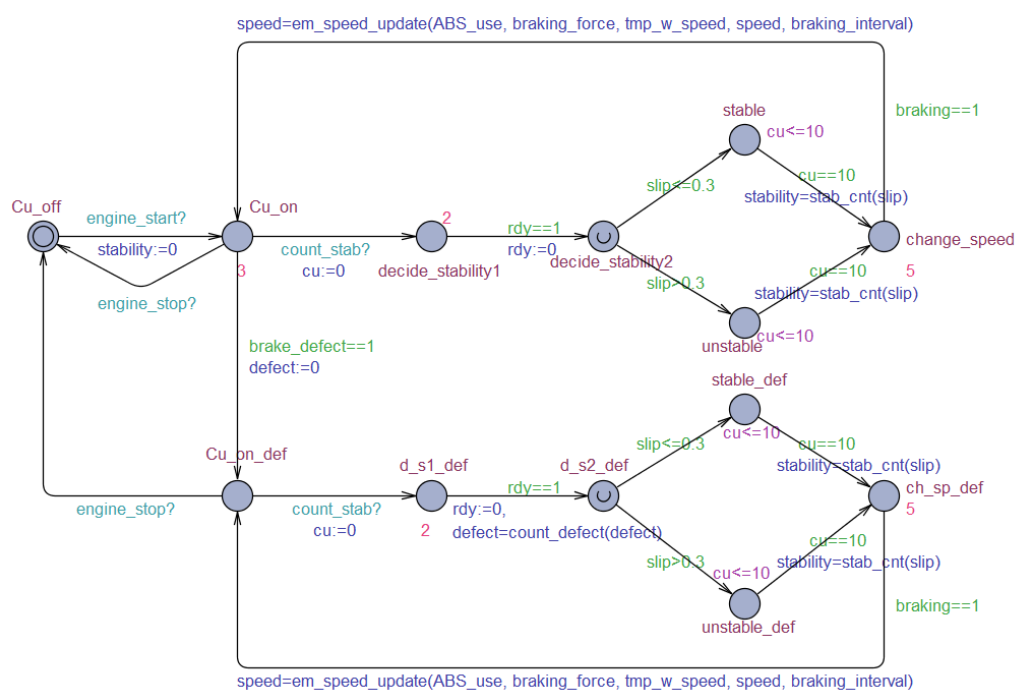 speed=em_speed_update(ABS_use, braking_force, tmp_w_speed, speed, braking_interval)
braking==1
stable
cu<=10
slip<=0.3
cu==10
stability=stab_cnt(slip)
Cu_off
engine_start?
stability:=0
engine_stop?
Cu_on
3
count_stab?
cu:=0
2
decide_stability1
rdy==1
rdy:=0
decide_stability2
change_speed
5
slip>0.3
cu==10
stability=stab_cnt(slip)
cu<=10
unstable
brake_defect==1
defect:=0
stable_def
cu<=10
slip<=0.3
cu==10
stability=stab_cnt(slip)
Cu_on_def
engine_stop?
count_stab?
cu:=0
d_s1_def
2
rdy==1
rdy:=0,
defect=count_defect(defect)
d_s2_def
ch_sp_def
5
slip>0.3
cu<=10
cu==10
stability=stab_cnt(slip)
unstable_def
braking==1
speed=em_speed_update(ABS_use, braking_force, tmp_w_speed, speed, braking_interval)